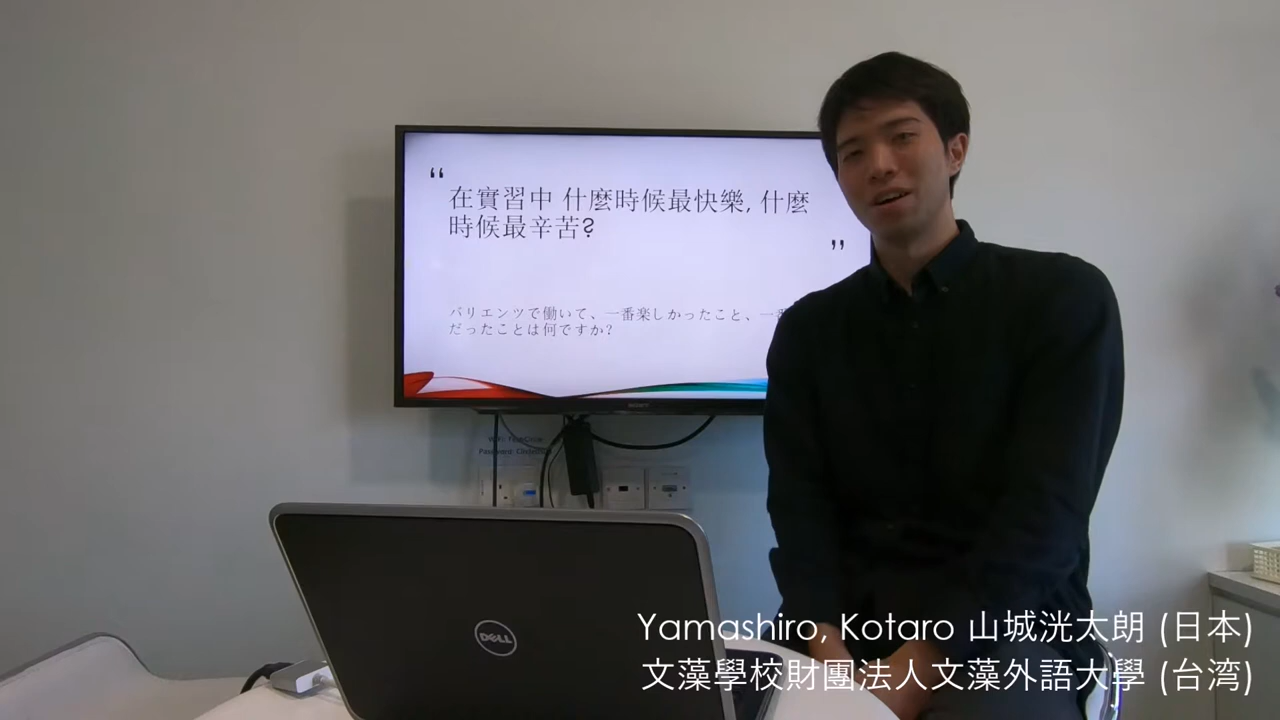 “
在實習中 什麼時候最快樂, 什麼
時候最辛苦?
”
バリエンツで働いて、一番楽しかったこと、一番
だったことは何ですか?
SONY
DELL
Yamashiro, Kotaro 山城洸太朗 (日本)
文藻學校財團法人文藻外語大學 (台湾)